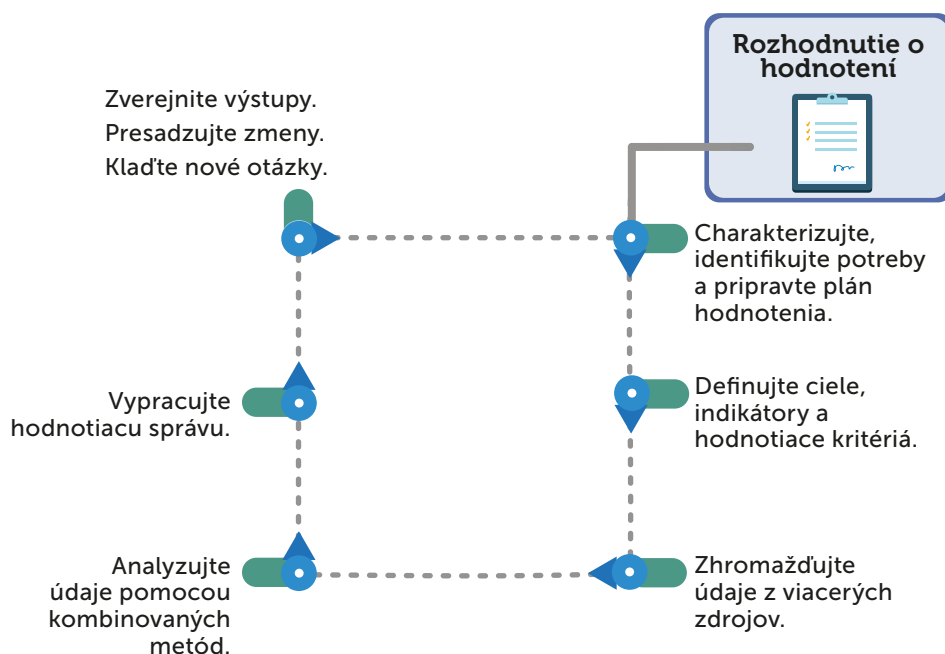 Rozhodnutie o
hodnotení
Zverejnite výstupy.
Presadzujte zmeny.
Klaďte nové otázky.
Charakterizujte,
identifikujte potreby
a pripravte plán
hodnotenia.
Definujte ciele,
indikátory a
hodnotiace kritériá.
Zhromažďujte
údaje z viacerých
zdrojov.
Analyzujte
údaje pomocou
kombinovaných
metód.
Vypracujte
hodnotiacu správu.